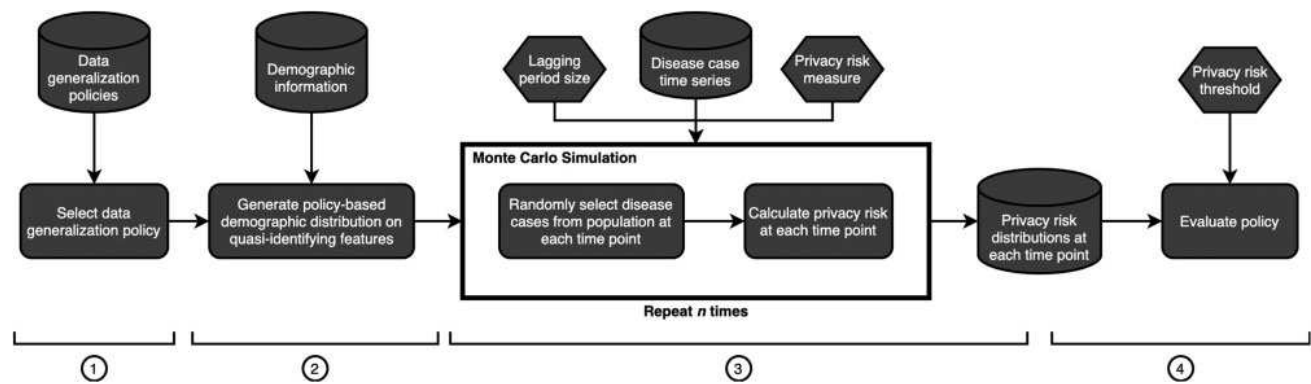 Data
generalization
policies
Demographic
information
Lagging
period size
Disease case
time series
Privacy risk
measure
Privacy risk
threshold
Monte Carlo Simulation
Select data
generalization policy
Generate policy-based
demographic distribution on
quasi-identifying features
Randomly select disease
cases from population at
each time point
Calculate privacy risk
at each time point
Privacy risk
distributions at
each time point
Evaluate policy
Repeat n times
1
2
3
4